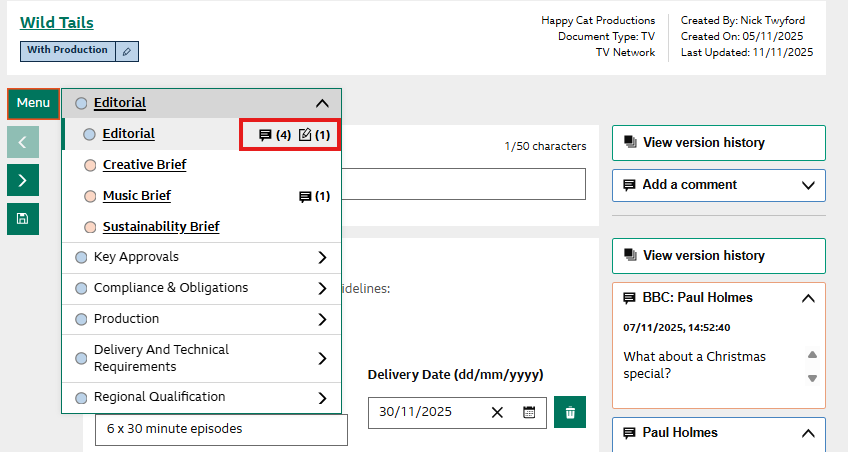 Wild Tails
With Production
Happy Cat Productions
Document Type: TV
TV Network
Created By: Nick Twyford
Created On: 05/11/2025
Last Updated: 11/11/2025
Menu
Editorial
Editorial (4) (1)
Creative Brief
Music Brief (1)
Sustainability Brief
Key Approvals
Compliance & Obligations
Production
Delivery And Technical
Requirements
Regional Qualification
1/50 characters
idelines:
Delivery Date (dd/mm/yyyy)
30/11/2025
6 x 30 minute episodes
View version history
Add a comment
View version history
BBC: Paul Holmes
07/11/2025, 14:52:40
What about a Christmas
special?
Paul Holmes